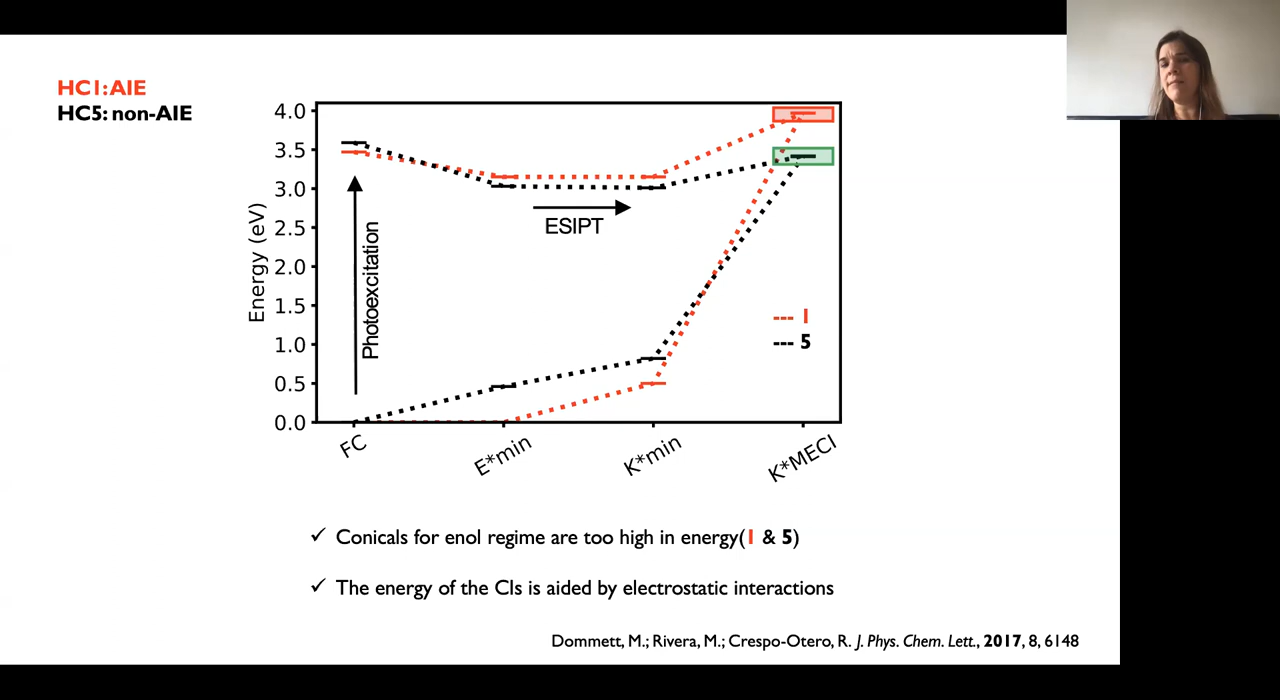 HC1: AIE
HC5: non-AIE
4.0
3.5
3.0
2.5
2.0
1.5
1.0
0.5
0.0
Energy (eV)
Photoexcitation
ESIPT
1
5
FC
E*min
K*min
K*MECI
✓ Conicals for enol regime are too high in energy(1 & 5)
✓ The energy of the CIs is aided by electrostatic interactions
Dommett, M.; Rivera, M.; Crespo-Otero, R. J. Phys. Chem. Lett., 2017, 8, 6148